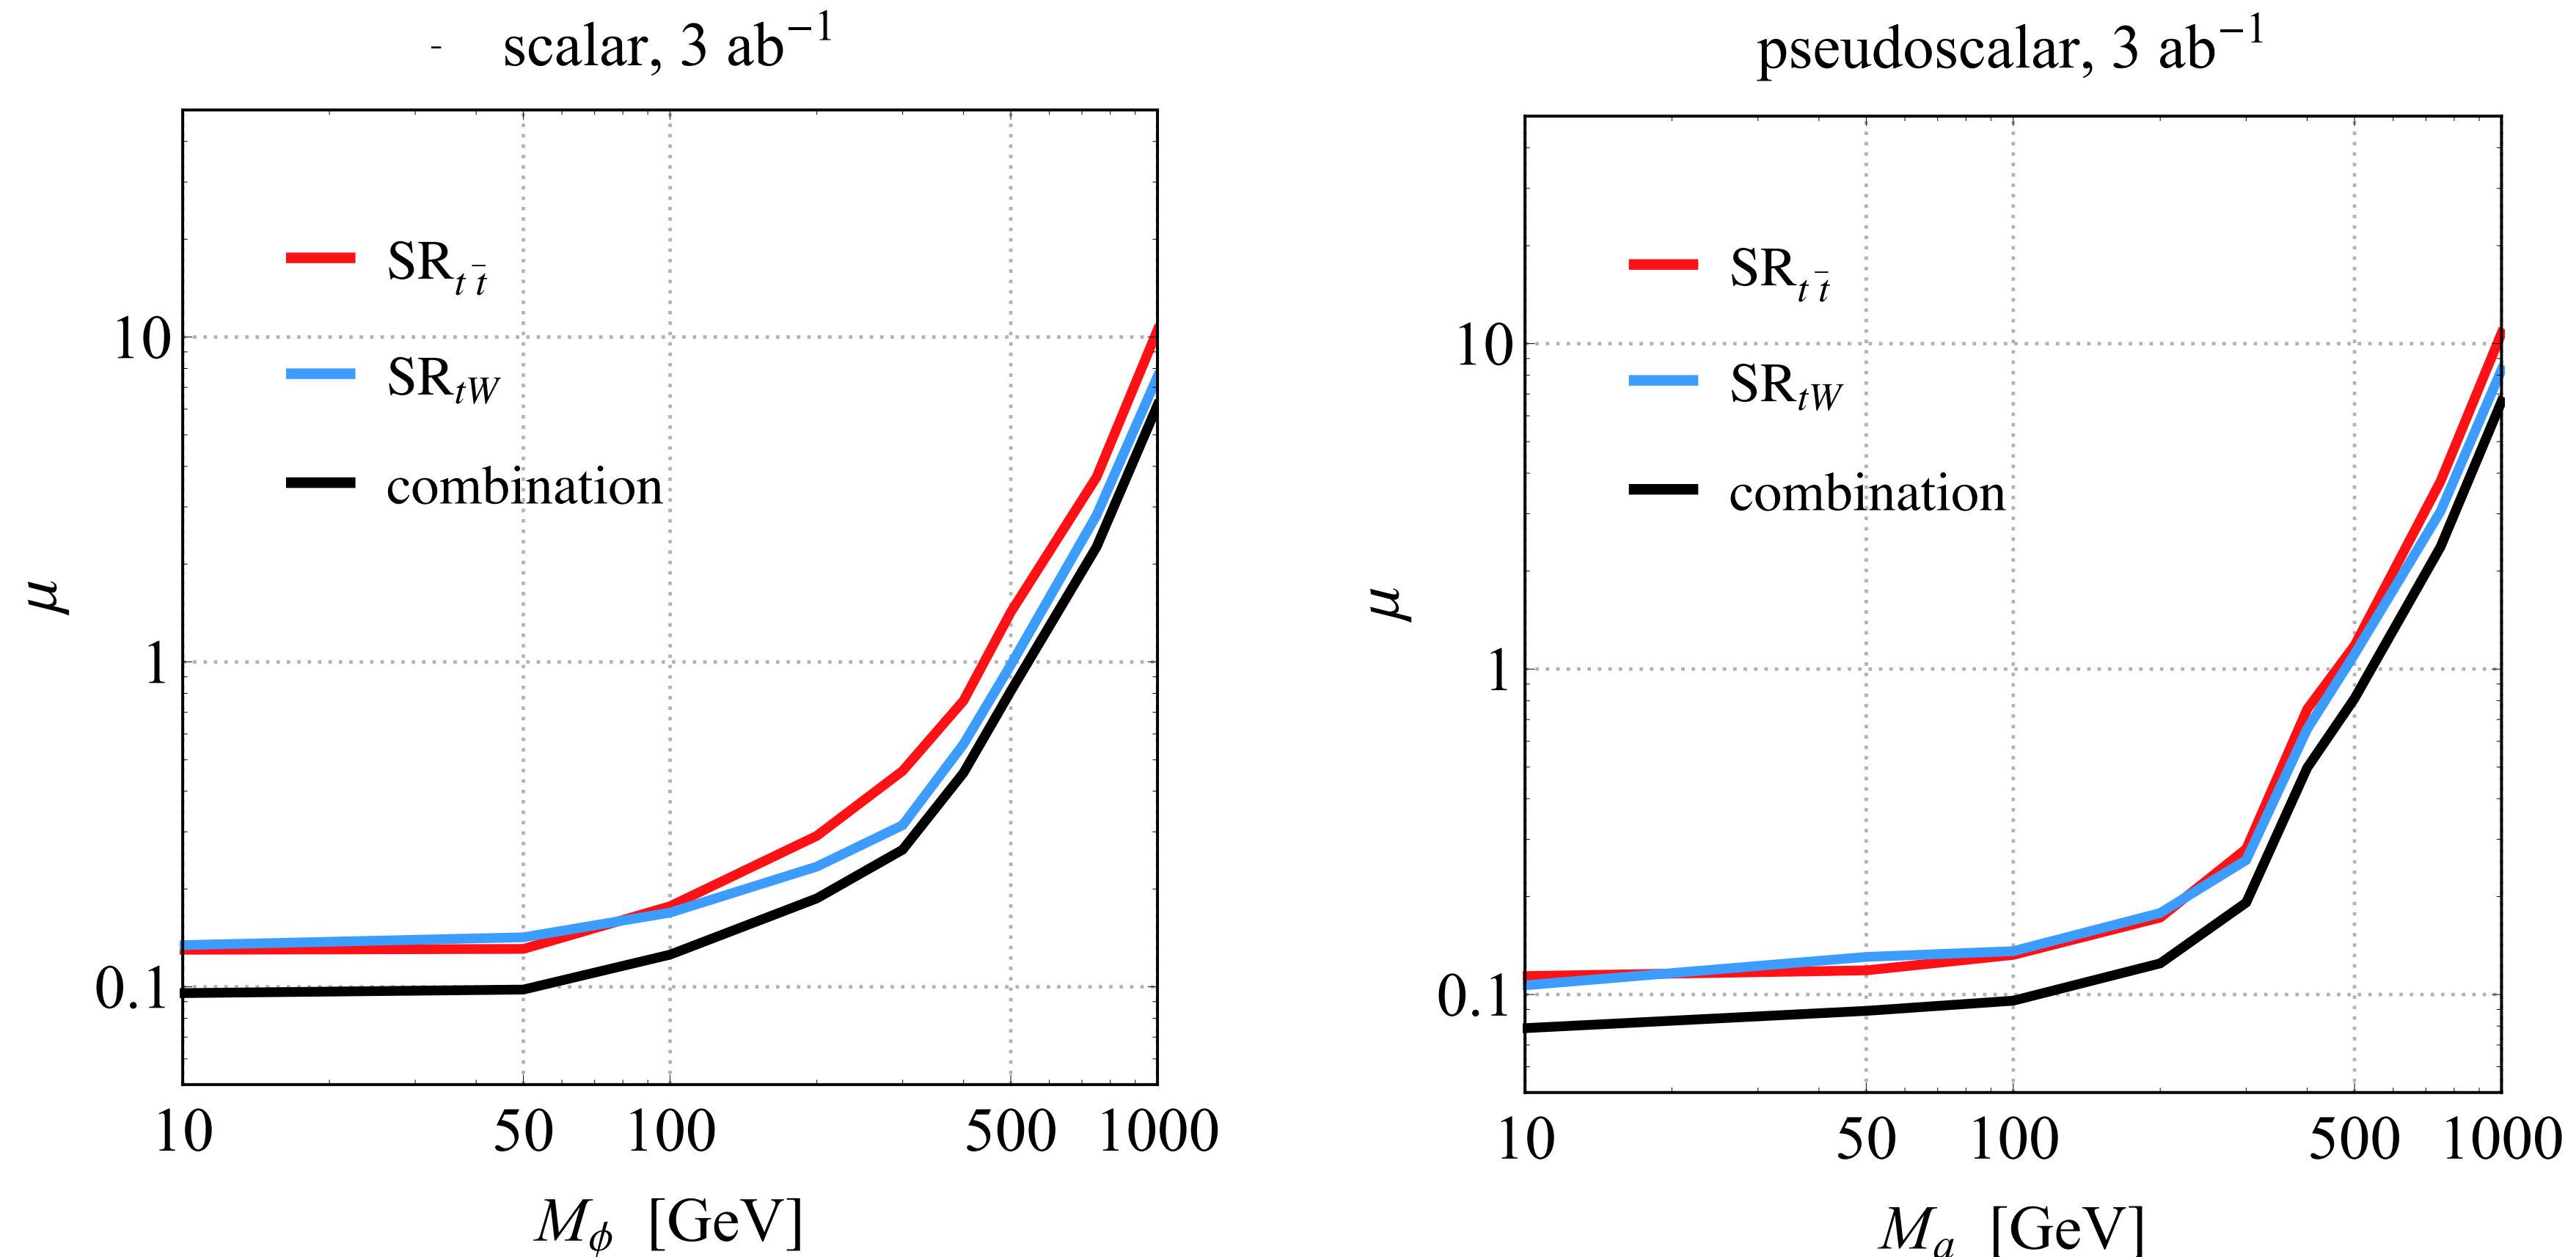 - scalar, 3 ab⁻¹
10
1
0.1
μ
SR_{t t̄}
SR_{tW}
combination
10 50 100 500 1000
M_ϕ [GeV]
pseudoscalar, 3 ab⁻¹
10
1
0.1
μ
SR_{t t̄}
SR_{tW}
combination
10 50 100 500 1000
M_a [GeV]